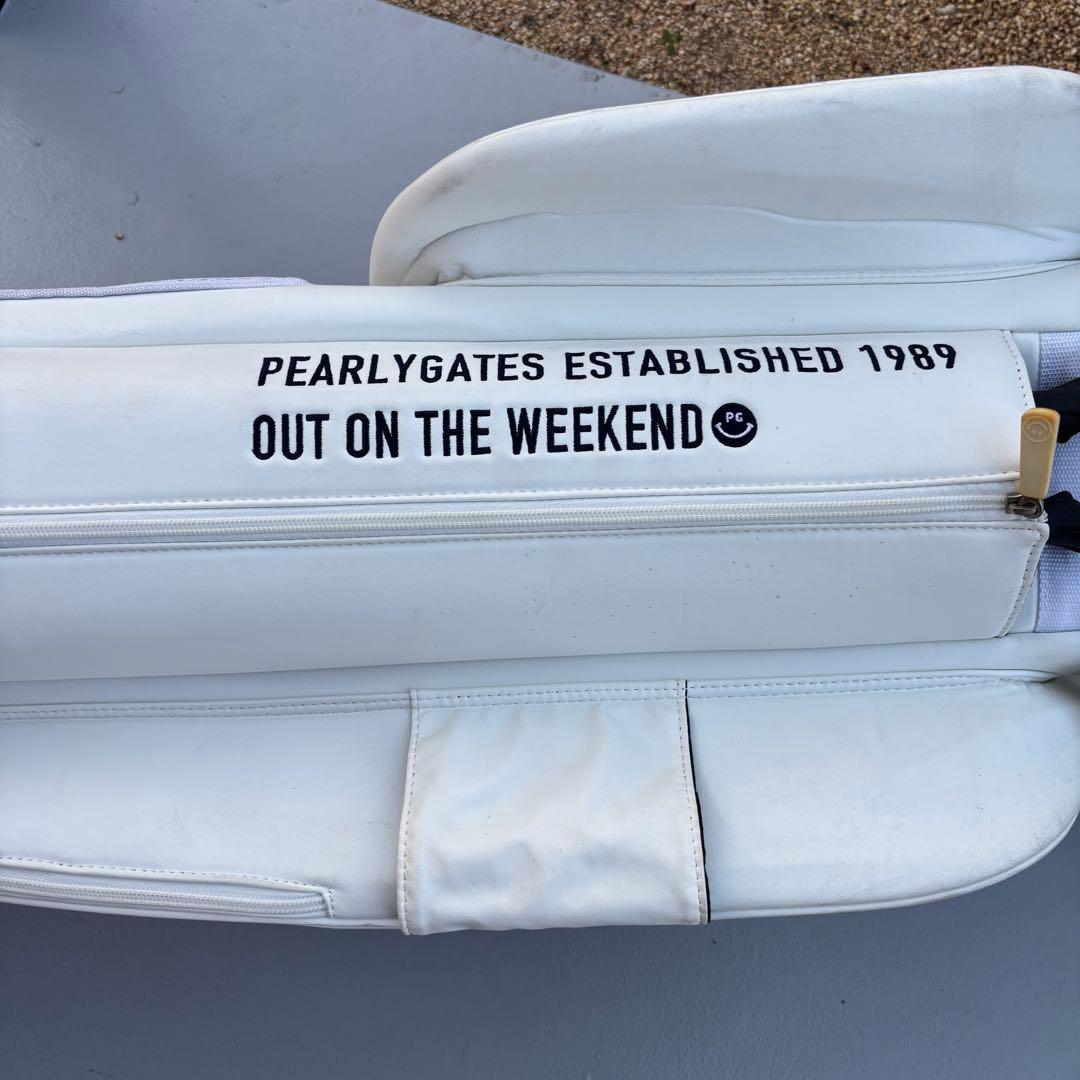 PEARLYGATES ESTABLISHED 1989
OUT ON THE WEEKEND PG